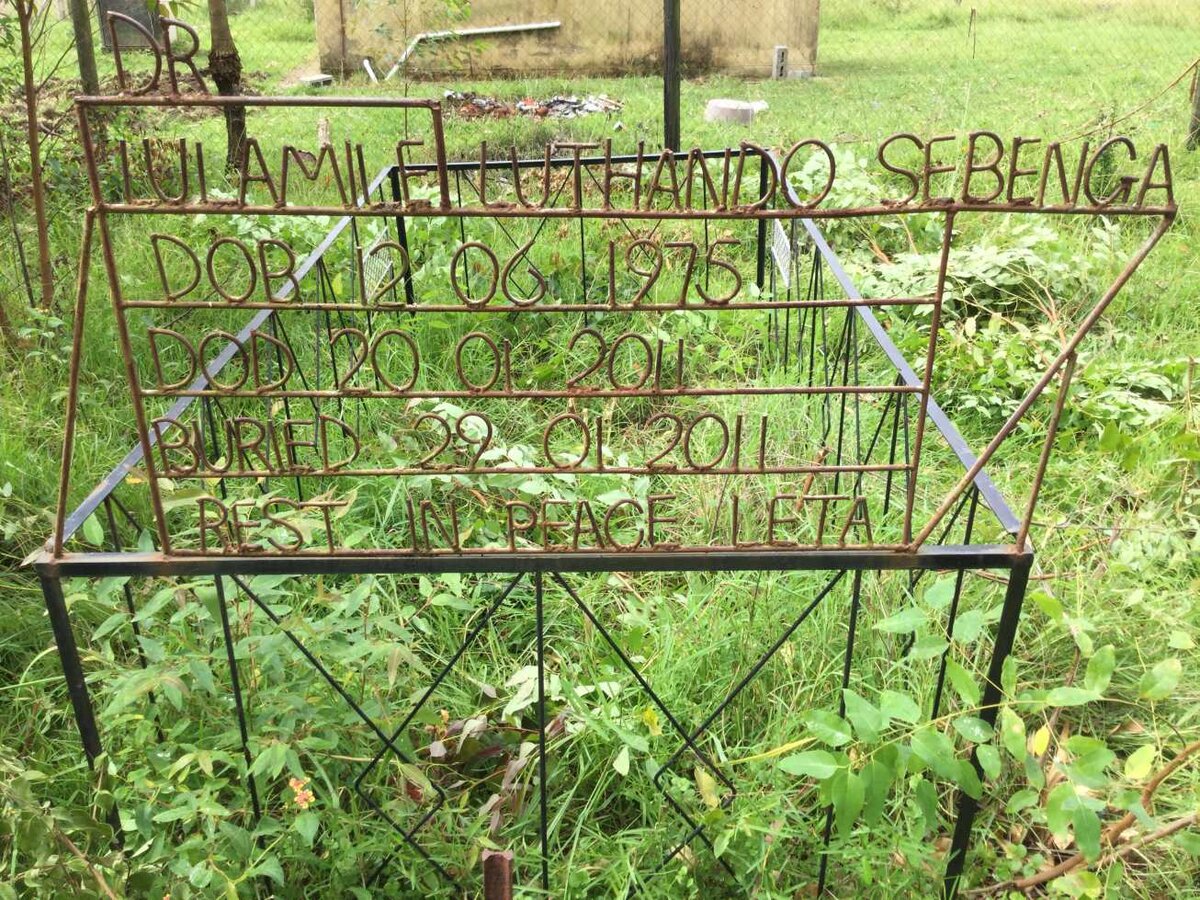 DR
LULAMILE LUTHANDO SEBENGA
DOB 12 06 1975
DOD 20 01 2011
BURIED 29 01 2011
REST IN PEACE LETA